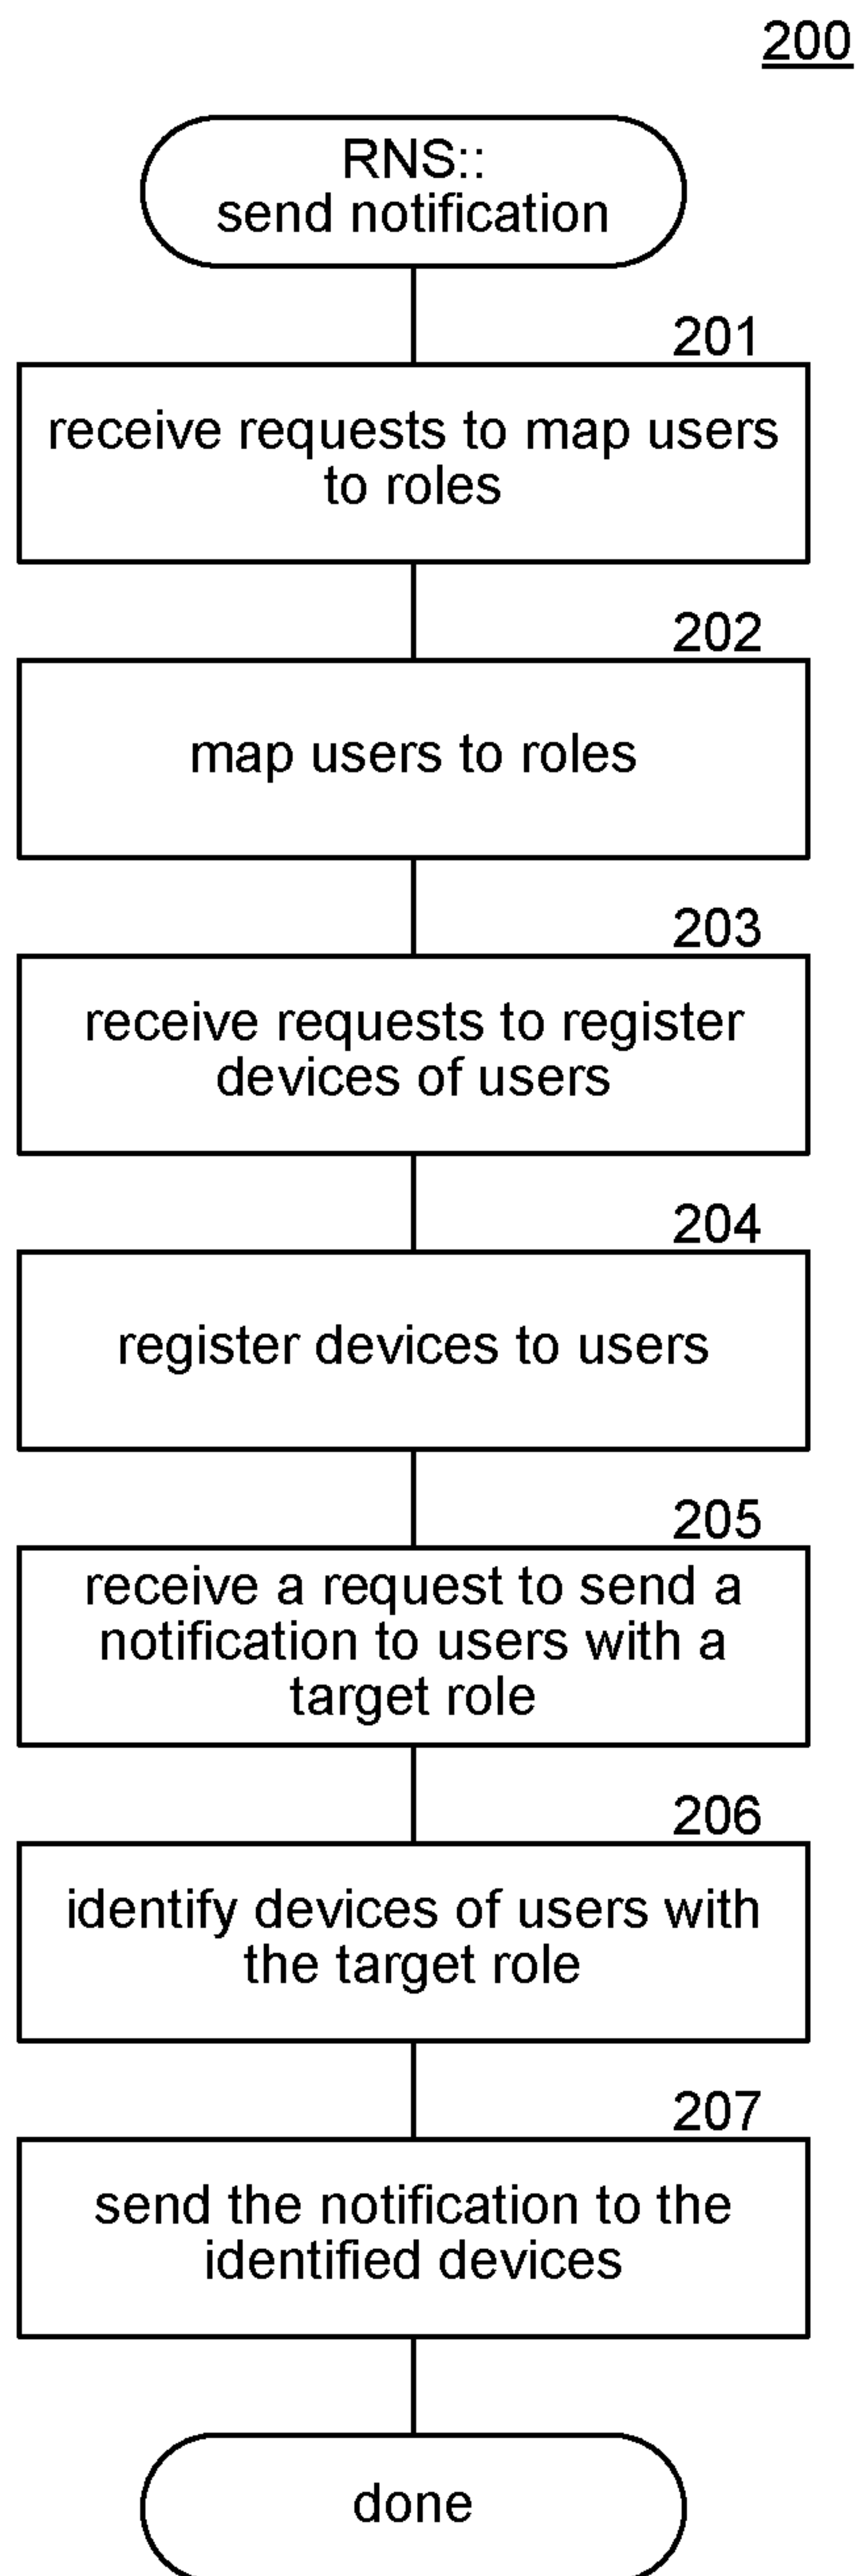 200
RNS::
send notification
201
receive requests to map users
to roles
202
map users to roles
203
receive requests to register
devices of users
204
register devices to users
205
receive a request to send a
notification to users with a
target role
206
identify devices of users with
the target role
207
send the notification to the
identified devices
done